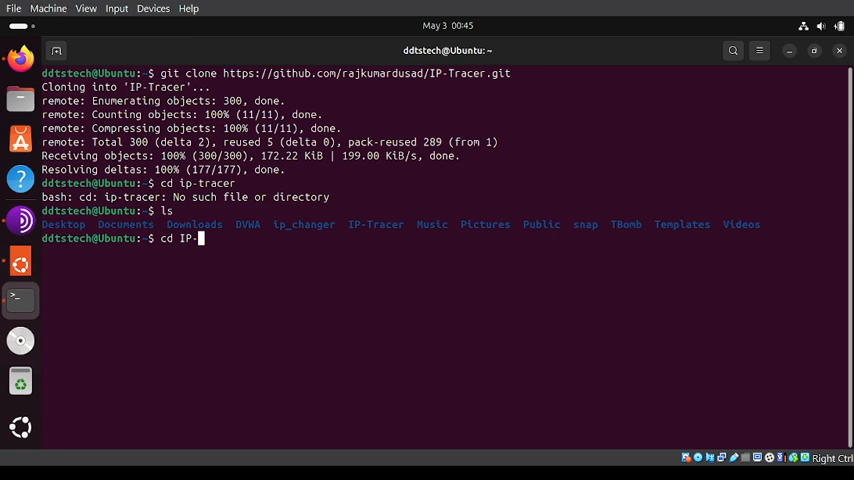 File Machine View Input Devices Help
May 3 00:45
ddtstech@Ubuntu: ~
ddtstech@Ubuntu:~$ git clone https://github.com/rajkumardusad/IP-Tracer.git
Cloning into 'IP-Tracer'...
remote: Enumerating objects: 300, done.
remote: Counting objects: 100% (11/11), done.
remote: Compressing objects: 100% (11/11), done.
remote: Total 300 (delta 2), reused 5 (delta 0), pack-reused 289 (from 1)
Receiving objects: 100% (300/300), 172.22 KiB | 199.00 KiB/s, done.
Resolving deltas: 100% (177/177), done.
ddtstech@Ubuntu:~$ cd ip-tracer
bash: cd: ip-tracer: No such file or directory
ddtstech@Ubuntu:~$ ls
Desktop Documents Downloads DVWA ip_changer IP-Tracer Music Pictures Public snap TBomb Templates Videos
ddtstech@Ubuntu:~$ cd IP-
Right Ctrl